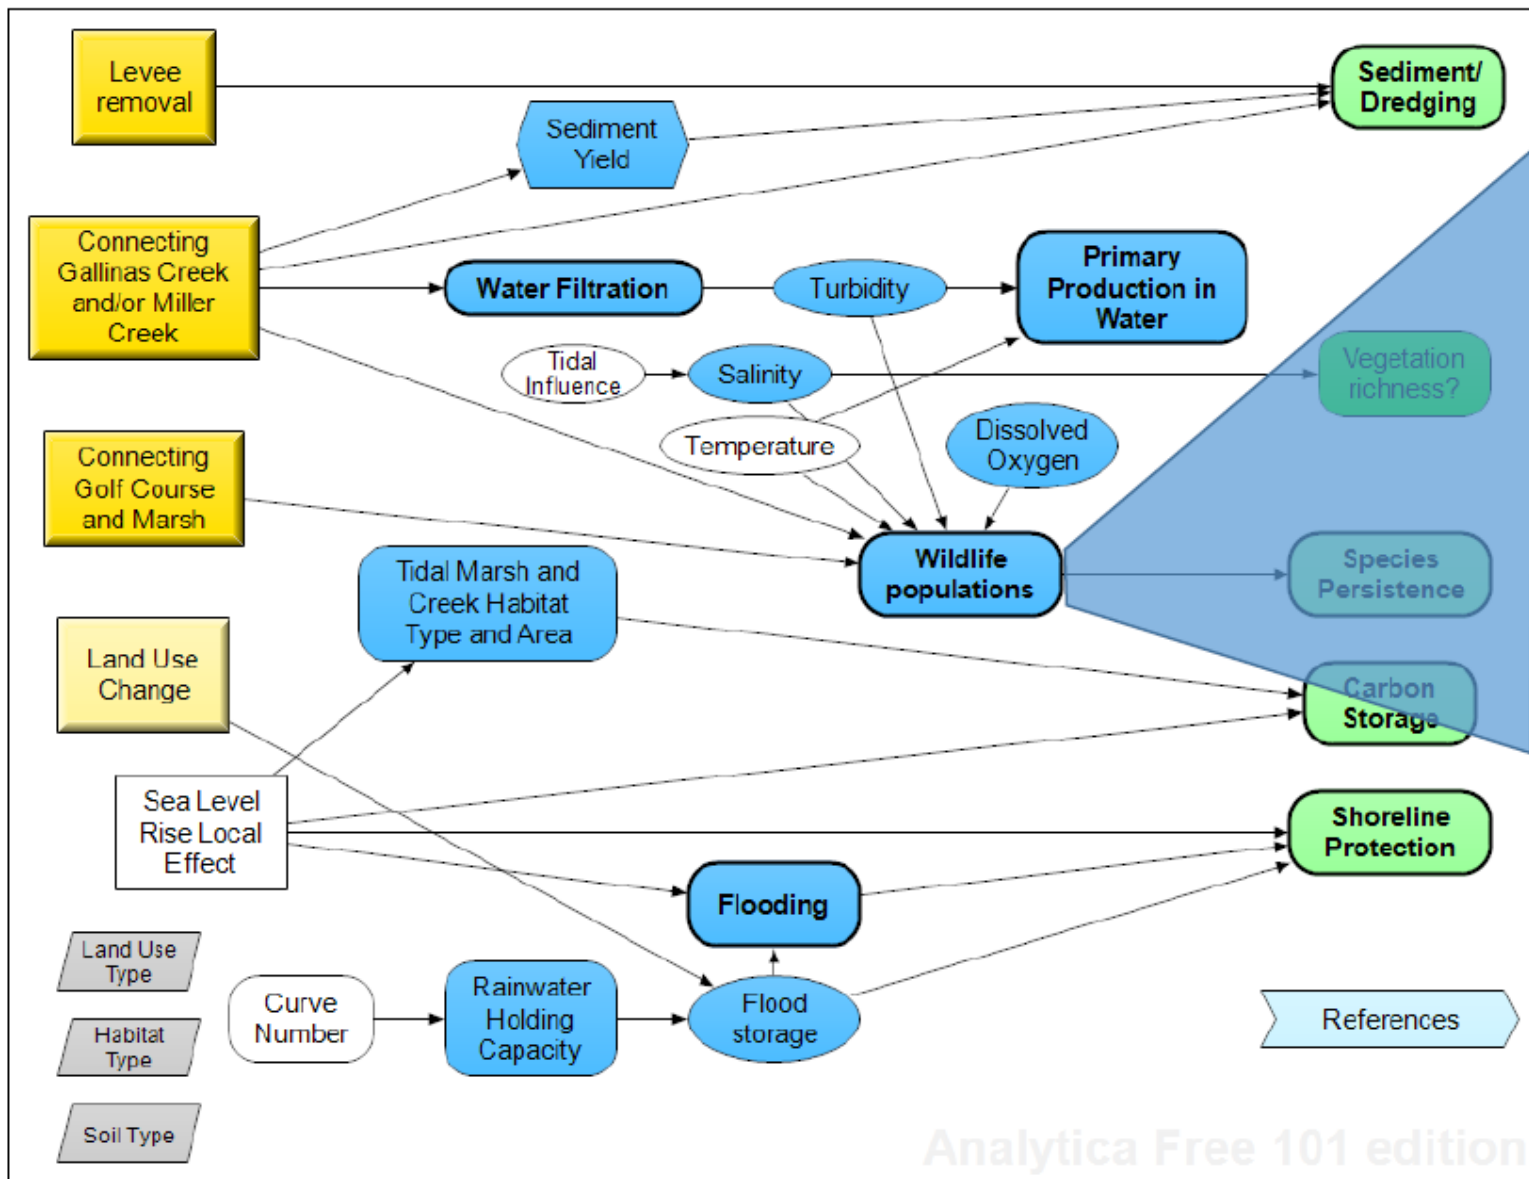 Levee
removal
Sediment/
Dredging
Sediment
Yield
Connecting
Gallinas Creek
and/or Miller
Creek
Water Filtration
Turbidity
Primary
Production in
Water
Tidal
Influence
Salinity
Vegetation
richness?
Temperature
Dissolved
Oxygen
Connecting
Golf Course
and Marsh
Wildlife
populations
Species
Persistence
Tidal Marsh and
Creek Habitat
Type and Area
Land Use
Change
Carbon
Storage
Sea Level
Rise Local
Effect
Shoreline
Protection
Flooding
Land Use
Type
Curve
Number
Rainwater
Holding
Capacity
Flood
storage
References
Habitat
Type
Soil Type
Analytica Free 101 edition